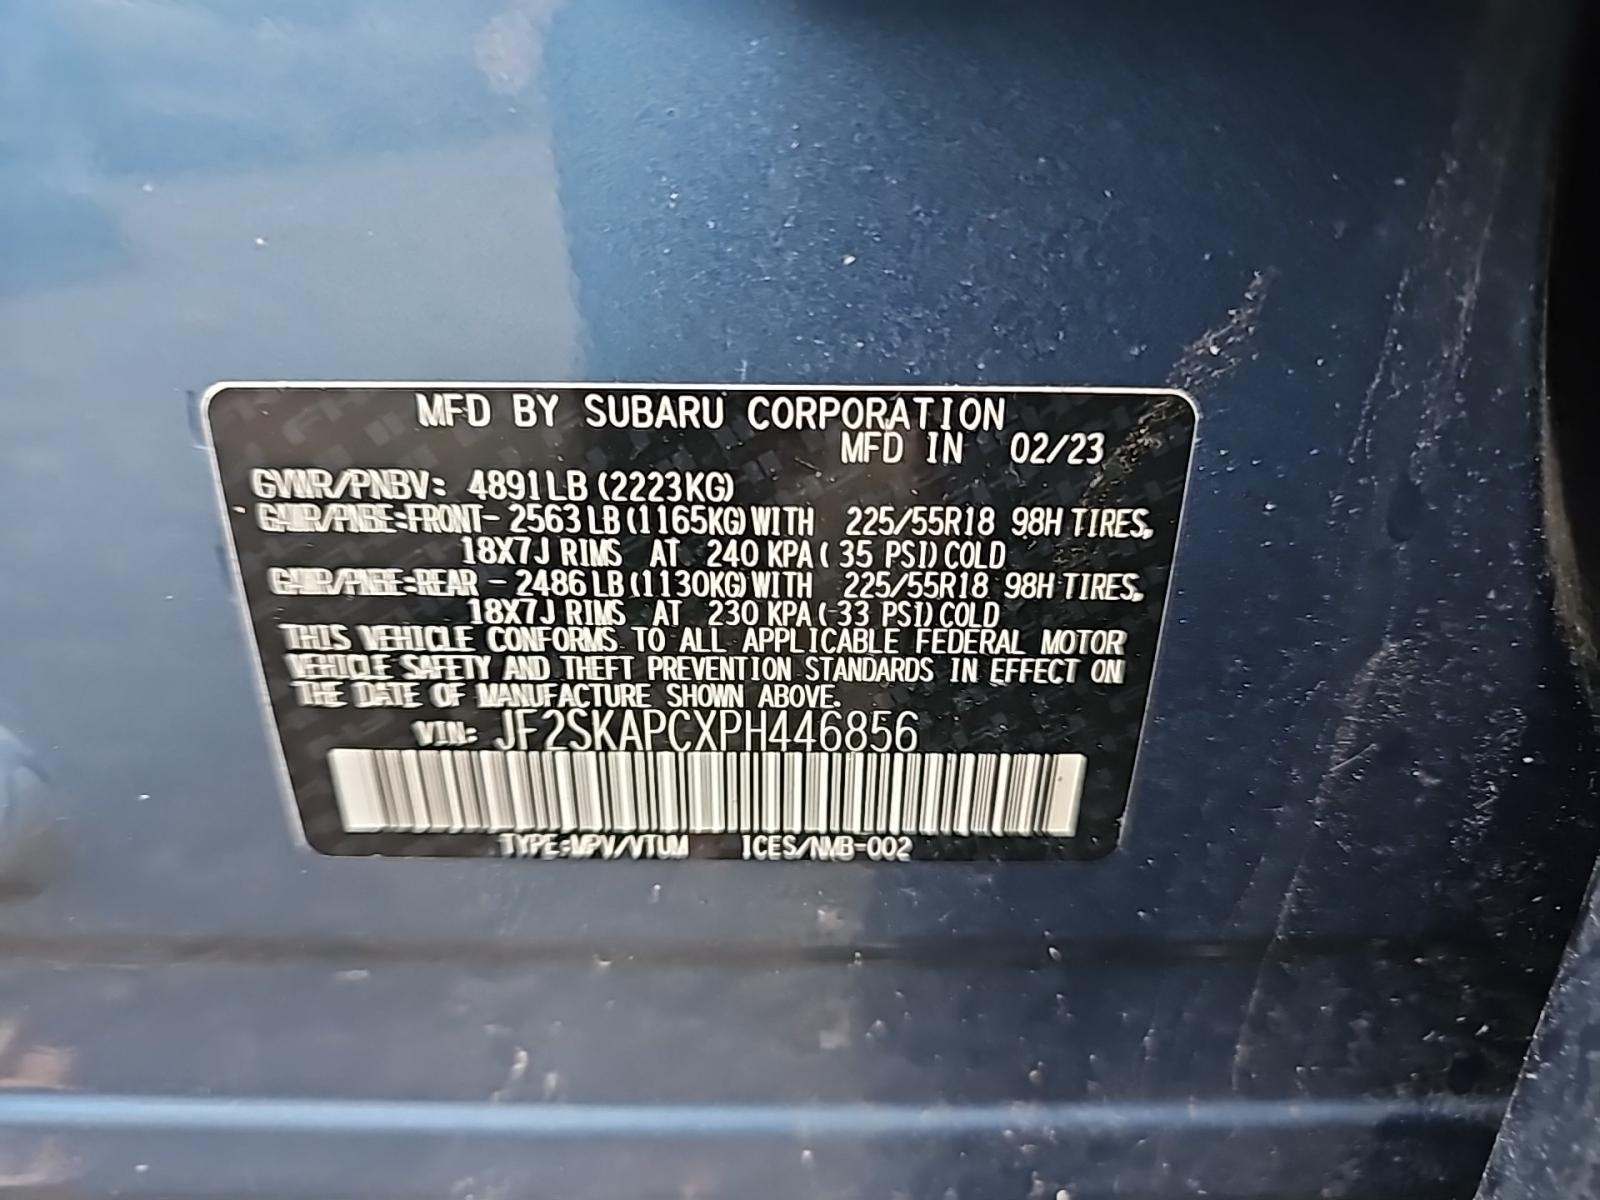 MFD BY SUBARU CORPORATION
MFD IN 02/23
GVWR/PNBV: 4891LB (2223KG)
GAWR/PNBE:FRONT- 2563LB(1165KG)WITH 225/55R18 98H TIRES,
18X7J RIMS AT 240 KPA( 35 PSI)COLD
GAWR/PNBE:REAR - 2486LB(1130KG)WITH 225/55R18 98H TIRES,
18X7J RIMS AT 230 KPA( 33 PSI)COLD
THIS VEHICLE CONFORMS TO ALL APPLICABLE FEDERAL MOTOR
VEHICLE SAFETY AND THEFT PREVENTION STANDARDS IN EFFECT ON
THE DATE OF MANUFACTURE SHOWN ABOVE.
VIN: JF2SKAPCXPH446856
TYPE:MPV/VTUM ICES/NMB-002